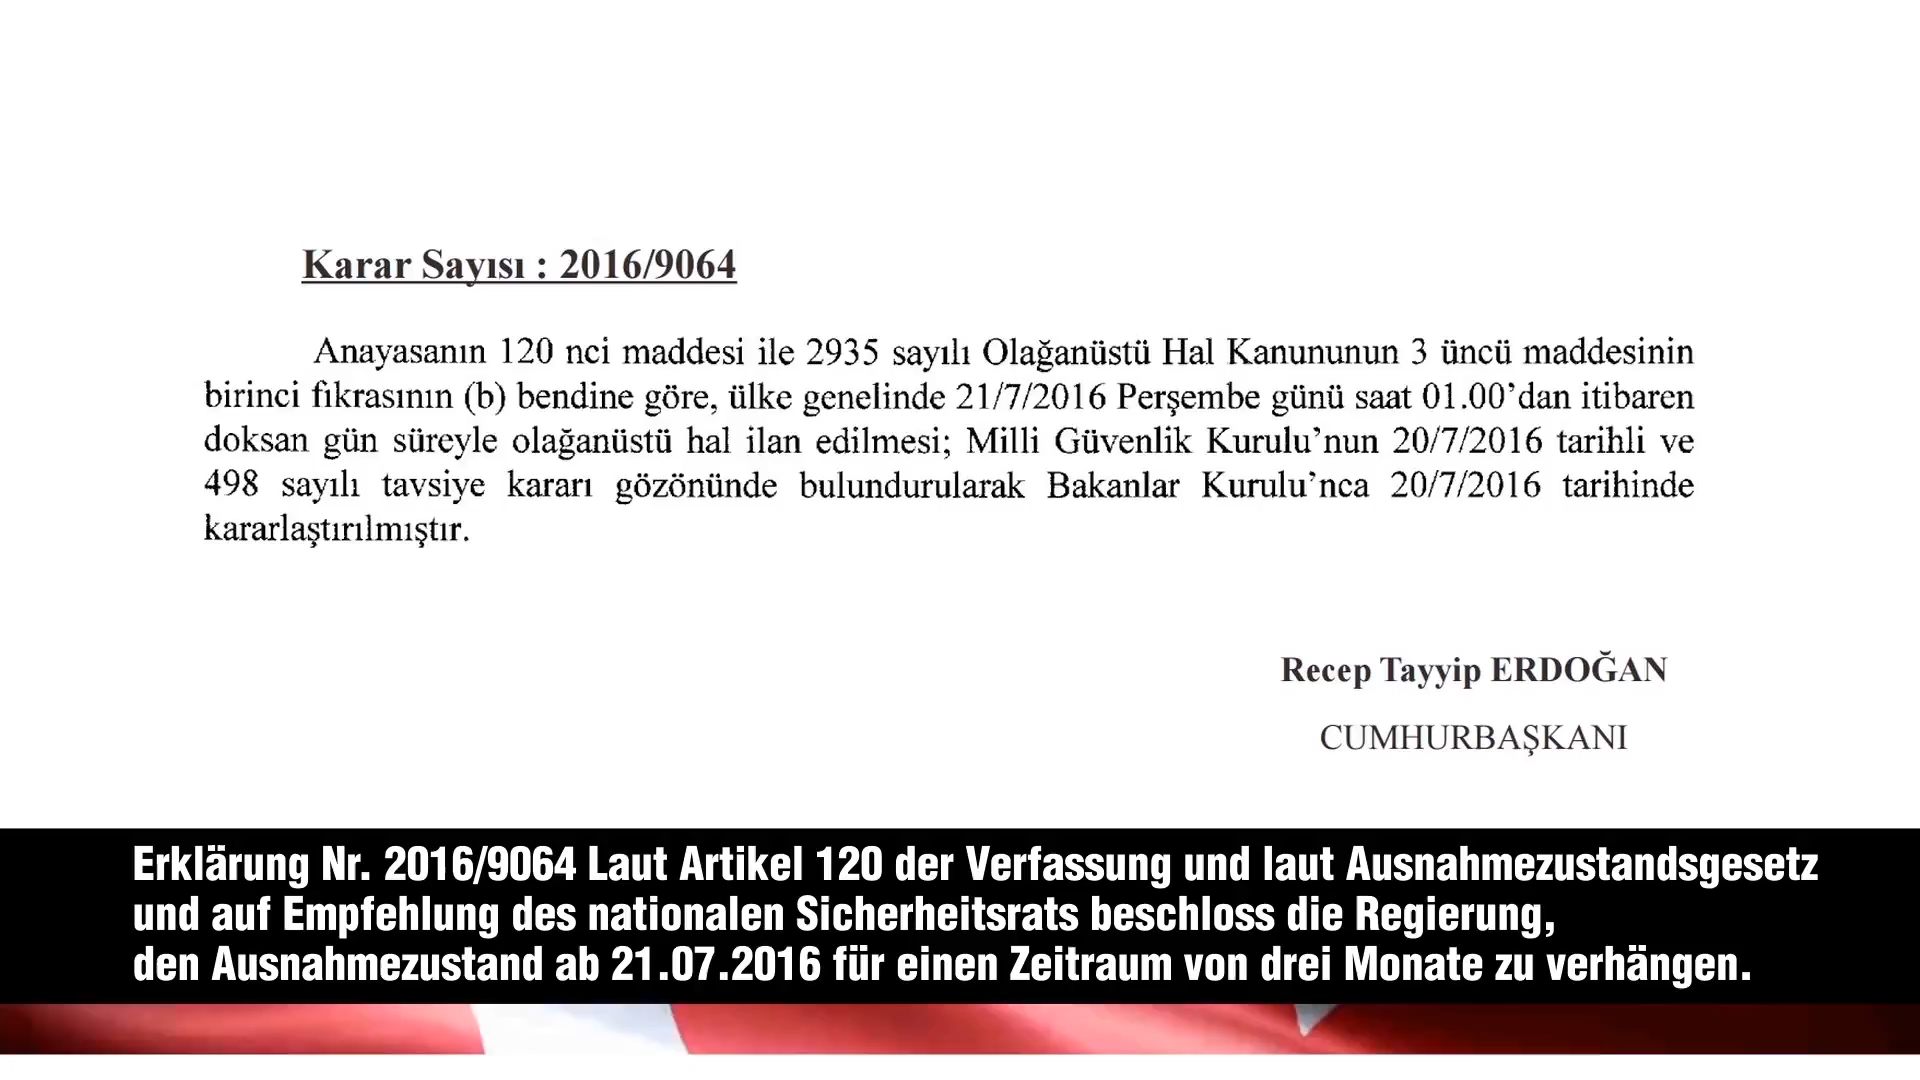 Karar Sayısı : 2016/9064
Anayasanın 120 nci maddesi ile 2935 sayılı Olağanüstü Hal Kanununun 3 üncü maddesinin
birinci fıkrasının (b) bendine göre, ülke genelinde 21/7/2016 Perşembe günü saat 01.00’dan itibaren
doksan gün süreyle olağanüstü hal ilan edilmesi; Milli Güvenlik Kurulu’nun 20/7/2016 tarihli ve
498 sayılı tavsiye kararı gözönünde bulundurularak Bakanlar Kurulu’nca 20/7/2016 tarihinde
kararlaştırılmıştır.
Recep Tayyip ERDOĞAN
CUMHURBAŞKANI
Erklärung Nr. 2016/9064 Laut Artikel 120 der Verfassung und laut Ausnahmezustandsgesetz
und auf Empfehlung des nationalen Sicherheitsrats beschloss die Regierung,
den Ausnahmezustand ab 21.07.2016 für einen Zeitraum von drei Monate zu verhängen.